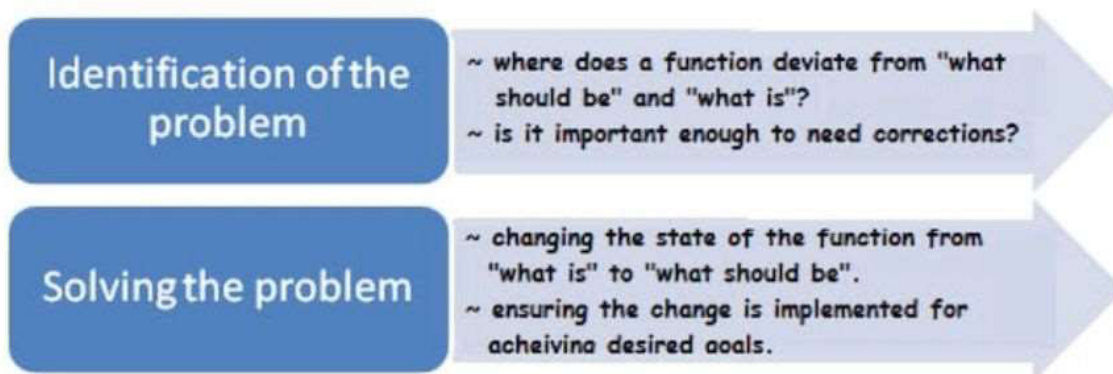 Identification of the
problem
~ where does a function deviate from "what
should be" and "what is"?
~ is it important enough to need corrections?
Solving the problem
~ changing the state of the function from
"what is" to "what should be".
~ ensuring the change is implemented for
acheiving desired goals.